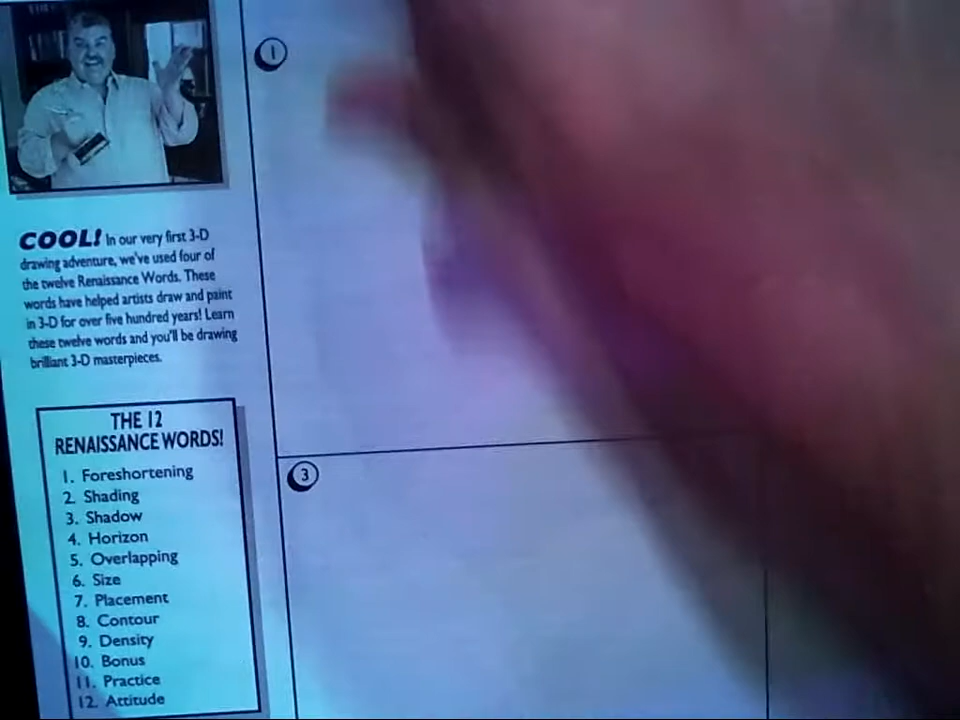 1
COOL! In our very first 3-D
drawing adventure, we've used four of
the twelve Renaissance Words. These
words have helped artists draw and paint
in 3-D for over five hundred years! Learn
these twelve words and you'll be drawing
brilliant 3-D masterpieces.
THE 12
RENAISSANCE WORDS!
1. Foreshortening
2. Shading
3. Shadow
4. Horizon
5. Overlapping
6. Size
7. Placement
8. Contour
9. Density
10. Bonus
11. Practice
12. Attitude
3